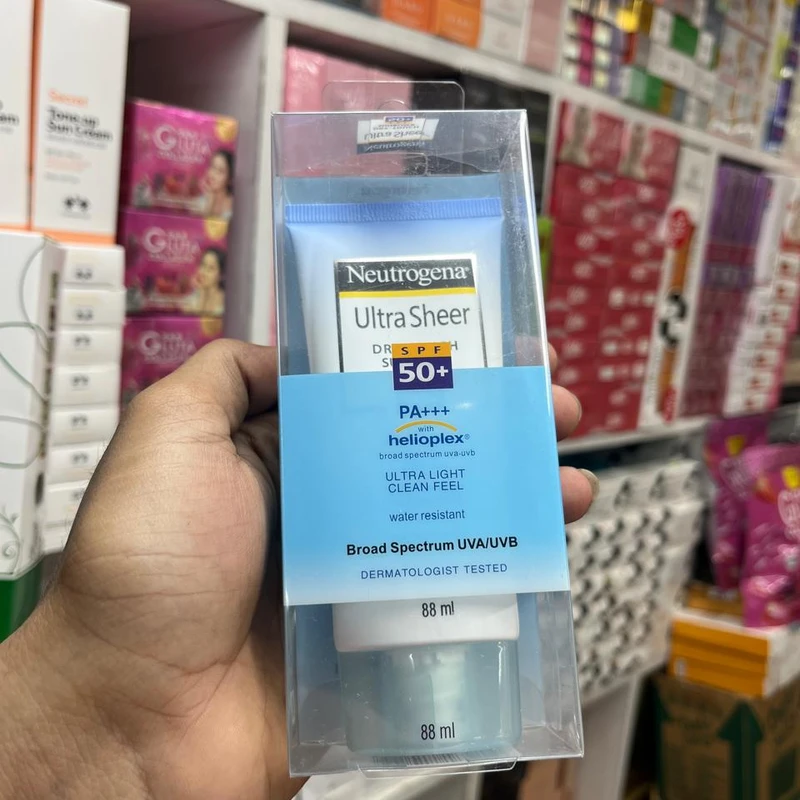 Secret
Tone up
Sun Cream
Neutrogena®
Ultra Sheer
SPF
50+
PA+++
with
helioplex®
broad spectrum uva-uvb
ULTRA LIGHT
CLEAN FEEL
water resistant
Broad Spectrum UVA/UVB
DERMATOLOGIST TESTED
88 ml
88 ml